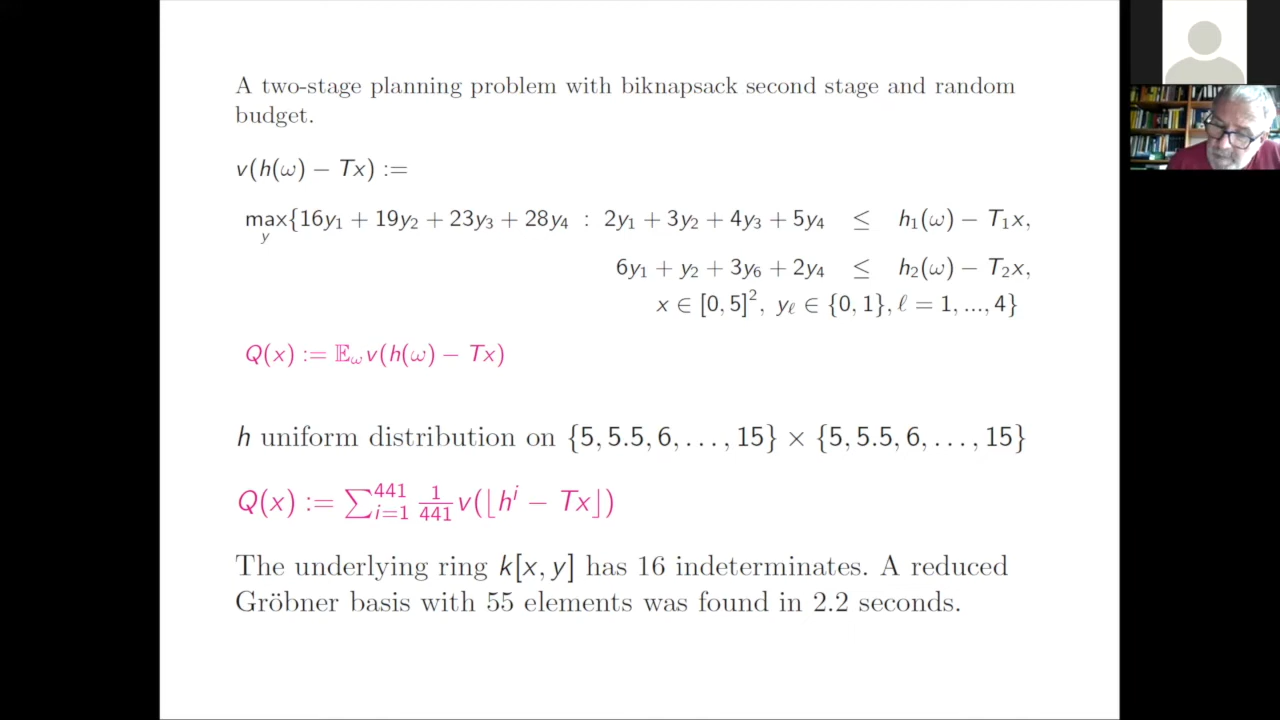 A two-stage planning problem with biknapsack second stage and random
budget.
v(h(ω) − Tx) :=
max{16y₁ + 19y₂ + 23y₃ + 28y₄ : 2y₁ + 3y₂ + 4y₃ + 5y₄ ≤ h₁(ω) − T₁x,
y
6y₁ + y₂ + 3y₆ + 2y₄ ≤ h₂(ω) − T₂x,
x ∈ [0, 5]², yℓ ∈ {0, 1}, ℓ = 1, ..., 4}
Q(x) := 𝔼ω v(h(ω) − Tx)
h uniform distribution on {5, 5.5, 6, . . . , 15} × {5, 5.5, 6, . . . , 15}
Q(x) := ∑ᵢ₌₁⁴⁴¹ 1/441 v(⌊hⁱ − Tx⌋)
The underlying ring k[x, y] has 16 indeterminates. A reduced
Gröbner basis with 55 elements was found in 2.2 seconds.